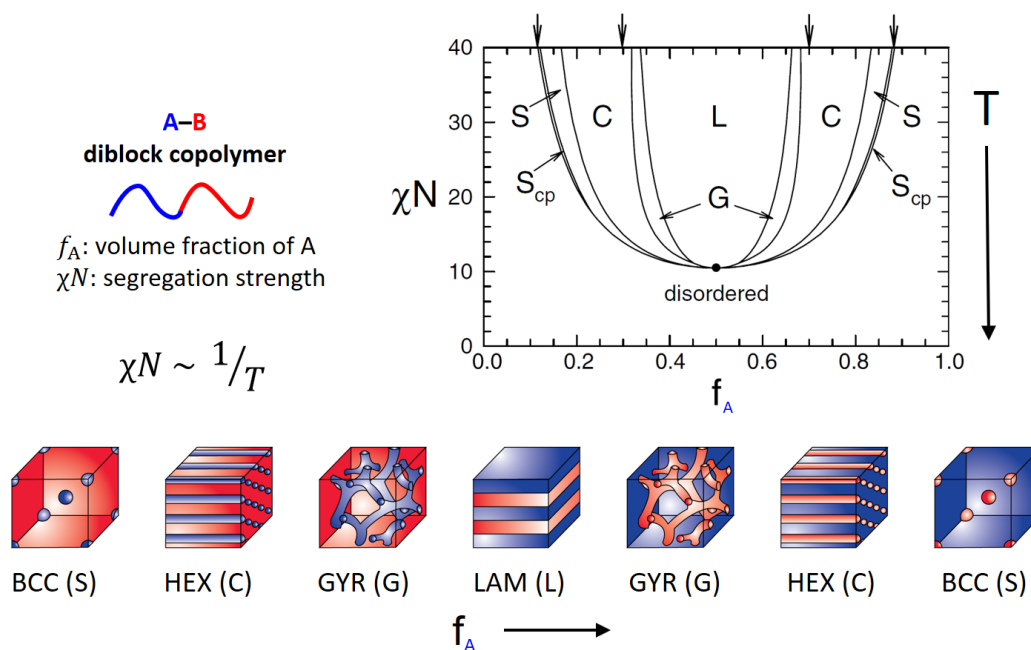 A–B
diblock copolymer
f_A: volume fraction of A
χN: segregation strength
χN ~ 1/T
40
30
20
10
0
χN
S
C
L
C
S
S_cp
G
S_cp
disordered
0.0 0.2 0.4 0.6 0.8 1.0
f_A
T
BCC (S) HEX (C) GYR (G) LAM (L) GYR (G) HEX (C) BCC (S)
f_A